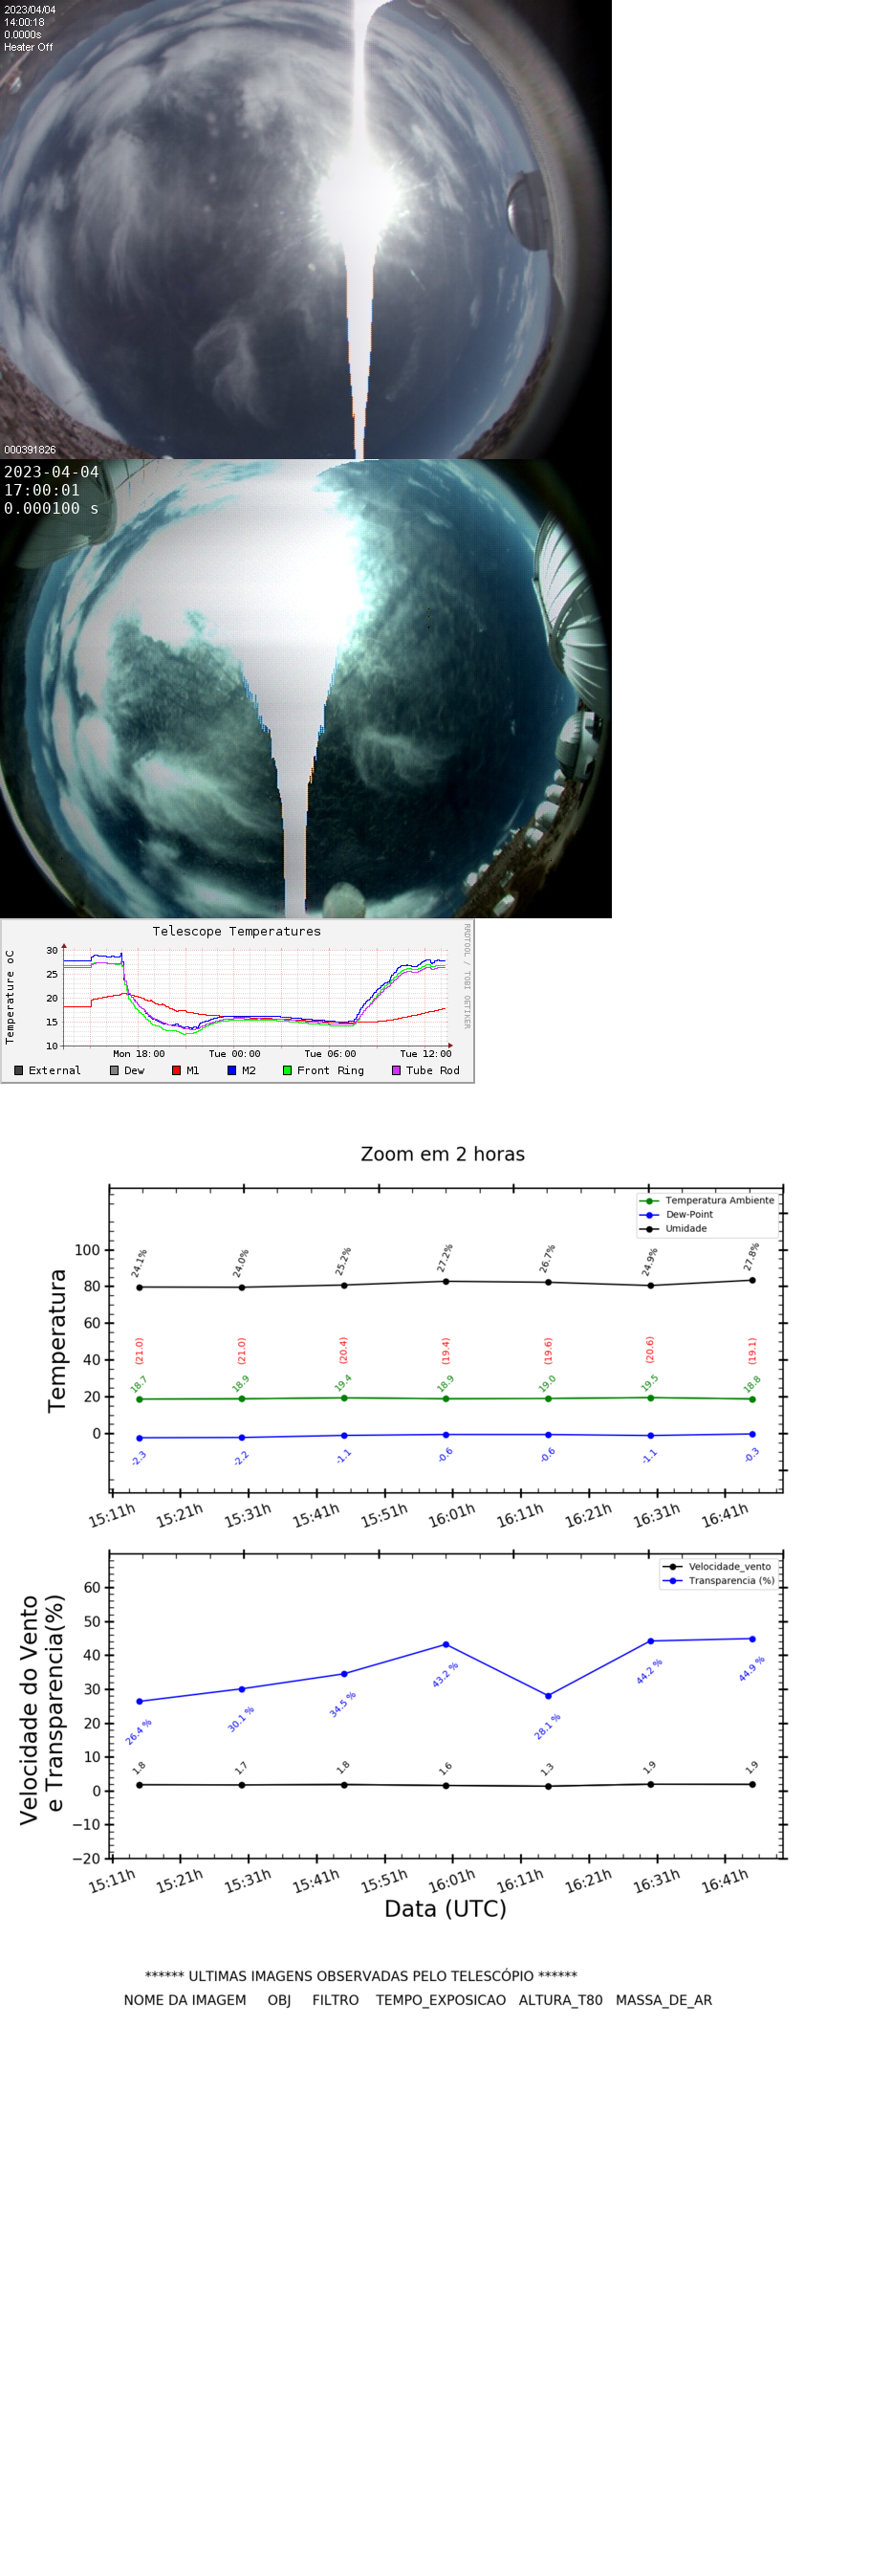 2023/04/04
14:00:18
0.0000s
Heater Off
000391826
2023-04-04
17:00:01
0.000100 s
Telescope Temperatures
RRDTOOL / TOBI OETIKER
Temperature oC
30
25
20
15
10
Mon 18:00 Tue 00:00 Tue 06:00 Tue 12:00
External Dew M1 M2 Front Ring Tube Rod
Zoom em 2 horas
Temperatura Ambiente
Dew-Point
Umidade
Temperatura
100
80
60
40
20
0
24.1% 24.0% 25.2% 27.2% 26.7% 24.9% 27.8%
(21.0) (21.0) (20.4) (19.4) (19.6) (20.6) (19.1)
18.7 18.9 19.4 18.9 19.0 19.5 18.8
-2.3 -2.2 -1.1 -0.6 -0.6 -1.1 -0.3
15:11h 15:21h 15:31h 15:41h 15:51h 16:01h 16:11h 16:21h 16:31h 16:41h
Velocidade_vento
Transparencia (%)
Velocidade do Vento
e Transparencia(%)
60
50
40
30
20
10
0
−10
−20
26.4 % 30.1 % 34.5 % 43.2 % 28.1 % 44.2 % 44.9 %
1.8 1.7 1.8 1.6 1.3 1.9 1.9
15:11h 15:21h 15:31h 15:41h 15:51h 16:01h 16:11h 16:21h 16:31h 16:41h
Data (UTC)
****** ULTIMAS IMAGENS OBSERVADAS PELO TELESCÓPIO ******
NOME DA IMAGEM OBJ FILTRO TEMPO_EXPOSICAO ALTURA_T80 MASSA_DE_AR